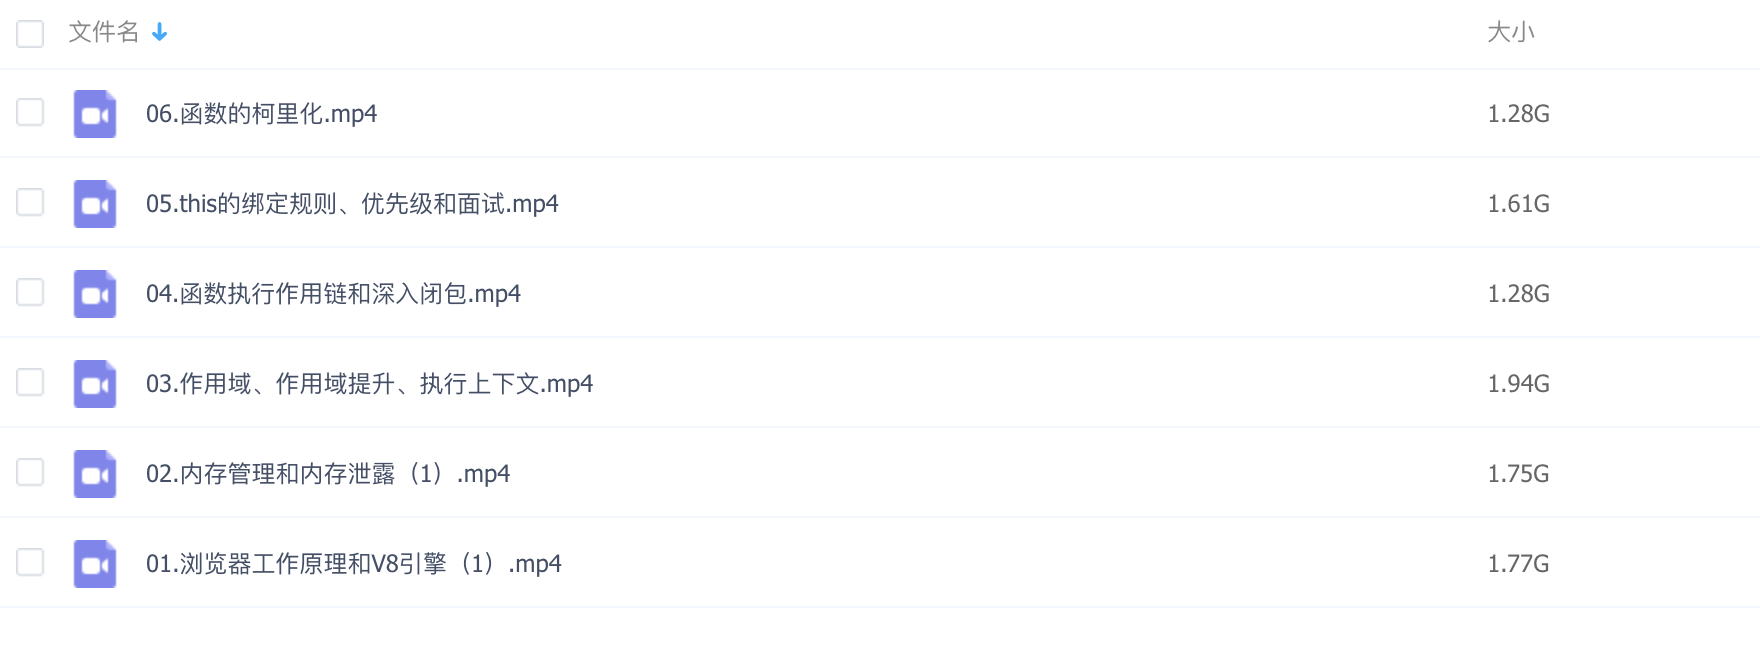 文件名 大小
06.函数的柯里化.mp4 1.28G
05.this的绑定规则、优先级和面试.mp4 1.61G
04.函数执行作用链和深入闭包.mp4 1.28G
03.作用域、作用域提升、执行上下文.mp4 1.94G
02.内存管理和内存泄露（1）.mp4 1.75G
01.浏览器工作原理和V8引擎（1）.mp4 1.77G